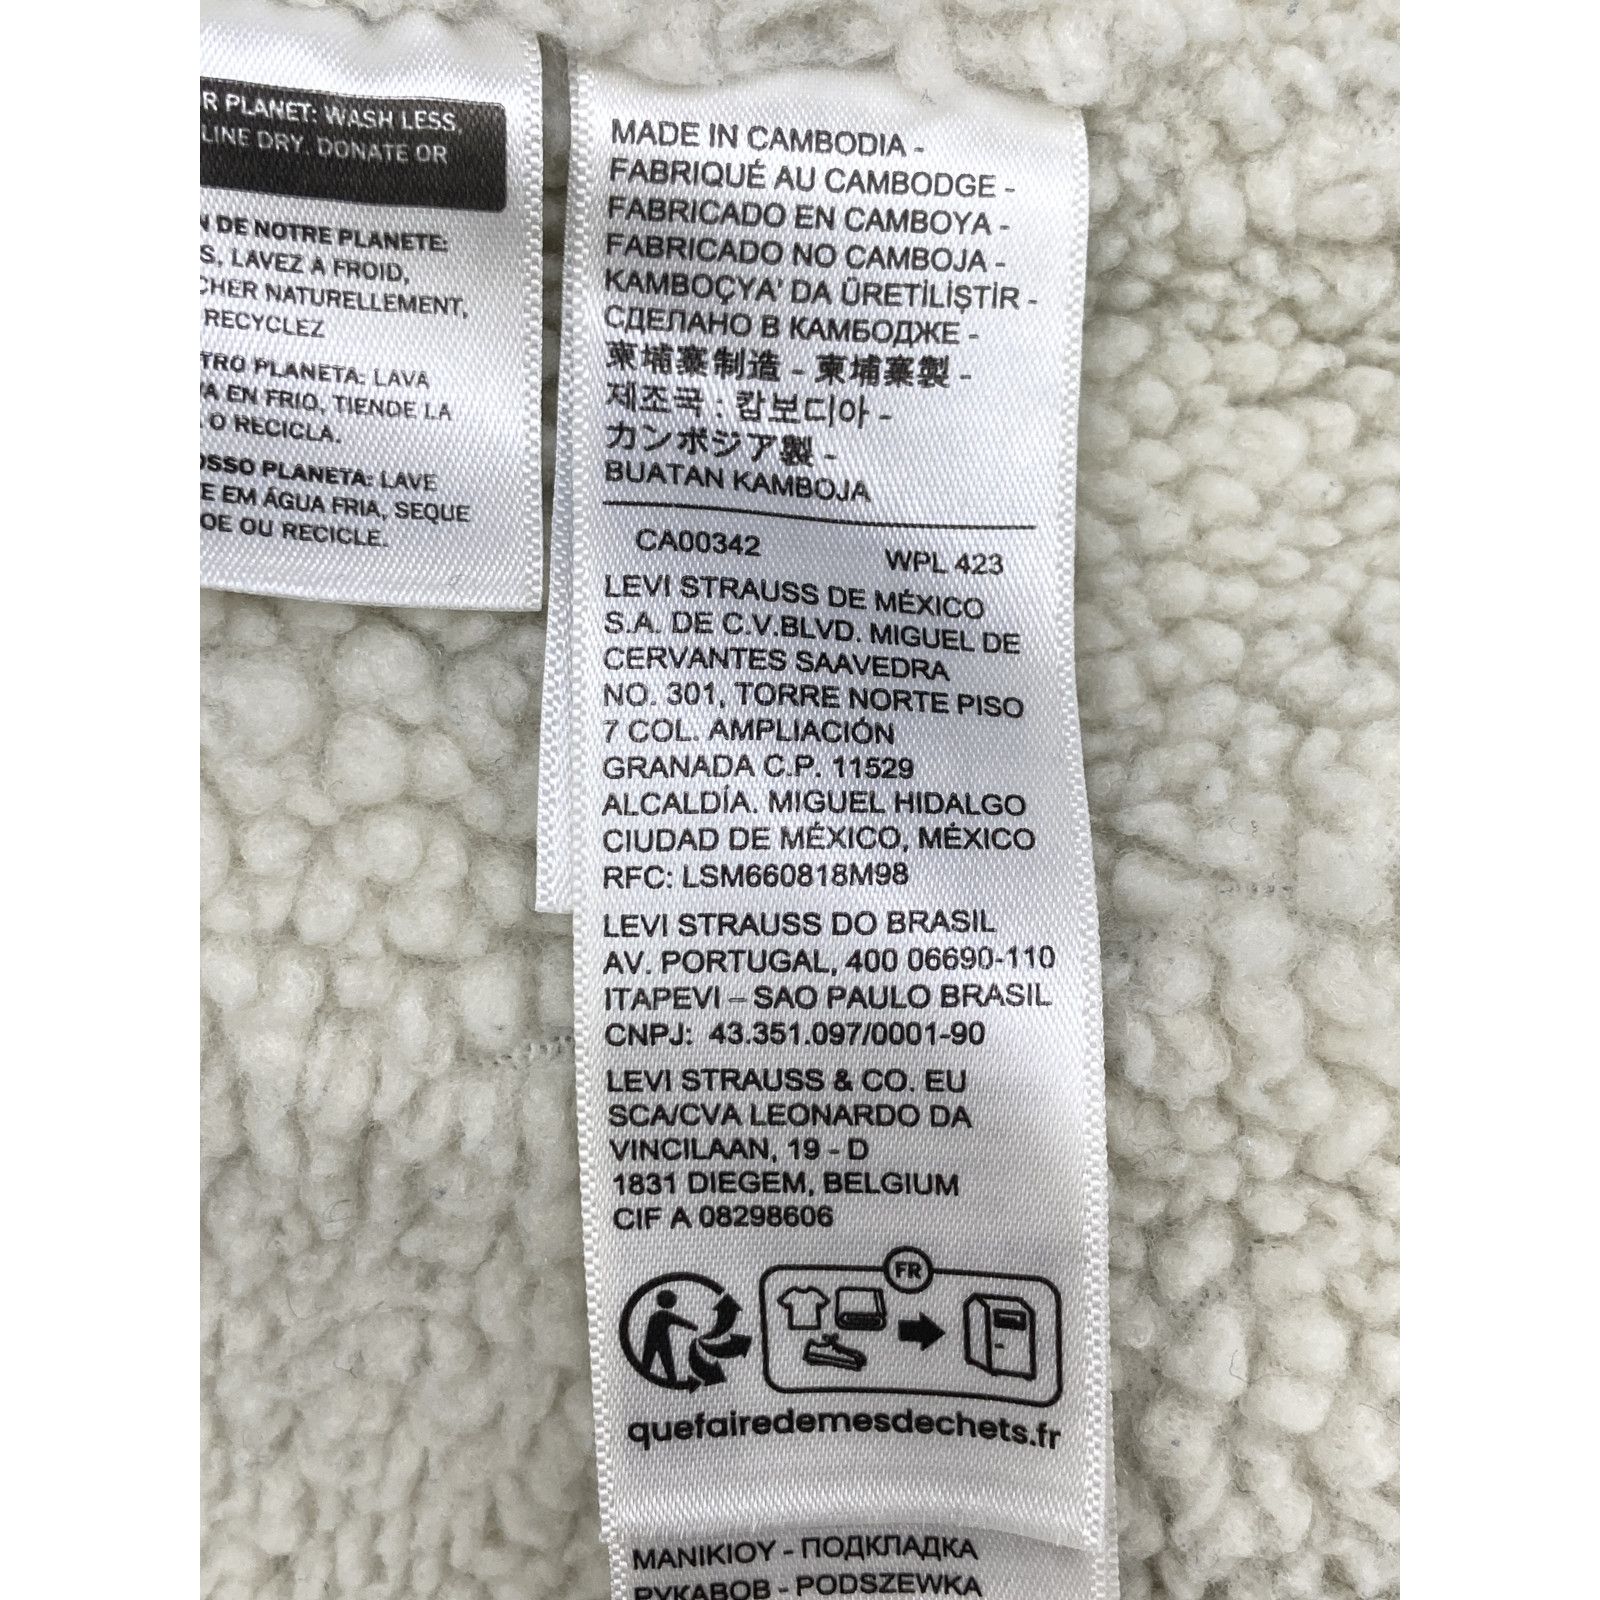 R PLANET: WASH LESS,
LINE DRY. DONATE OR
N DE NOTRE PLANETE:
S, LAVEZ A FROID,
CHER NATURELLEMENT,
RECYCLEZ
TRO PLANETA: LAVA
A EN FRIO, TIENDE LA
O RECICLA.
OSSO PLANETA: LAVE
E EM ÁGUA FRIA, SEQUE
OE OU RECICLE.
MADE IN CAMBODIA -
FABRIQUÉ AU CAMBODGE -
FABRICADO EN CAMBOYA -
FABRICADO NO CAMBOJA -
KAMBOÇYA' DA ÜRETİLİŞTİR -
СДЕЛАНО В КАМБОДЖЕ -
柬埔寨制造 - 柬埔寨製 -
제조국 : 캄보디아 -
カンボジア製 -
BUATAN KAMBOJA
CA00342 WPL 423
LEVI STRAUSS DE MÉXICO
S.A. DE C.V.BLVD. MIGUEL DE
CERVANTES SAAVEDRA
NO. 301, TORRE NORTE PISO
7 COL. AMPLIACIÓN
GRANADA C.P. 11529
ALCALDÍA. MIGUEL HIDALGO
CIUDAD DE MÉXICO, MÉXICO
RFC: LSM660818M98
LEVI STRAUSS DO BRASIL
AV. PORTUGAL, 400 06690-110
ITAPEVI – SAO PAULO BRASIL
CNPJ: 43.351.097/0001-90
LEVI STRAUSS & CO. EU
SCA/CVA LEONARDO DA
VINCILAAN, 19 - D
1831 DIEGEM, BELGIUM
CIF A 08298606
FR
quefairedemesdechets.fr
ΜΑΝΙΚΙΟΥ - ПОДКЛАДКА
РУКАВОВ - PODSZEWKA